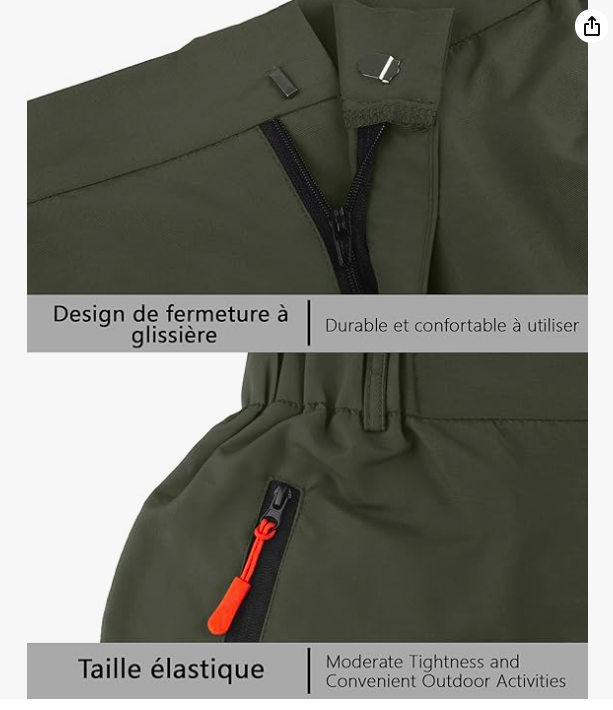 Design de fermeture à
glissière
Durable et confortable à utiliser
Taille élastique
Moderate Tightness and
Convenient Outdoor Activities